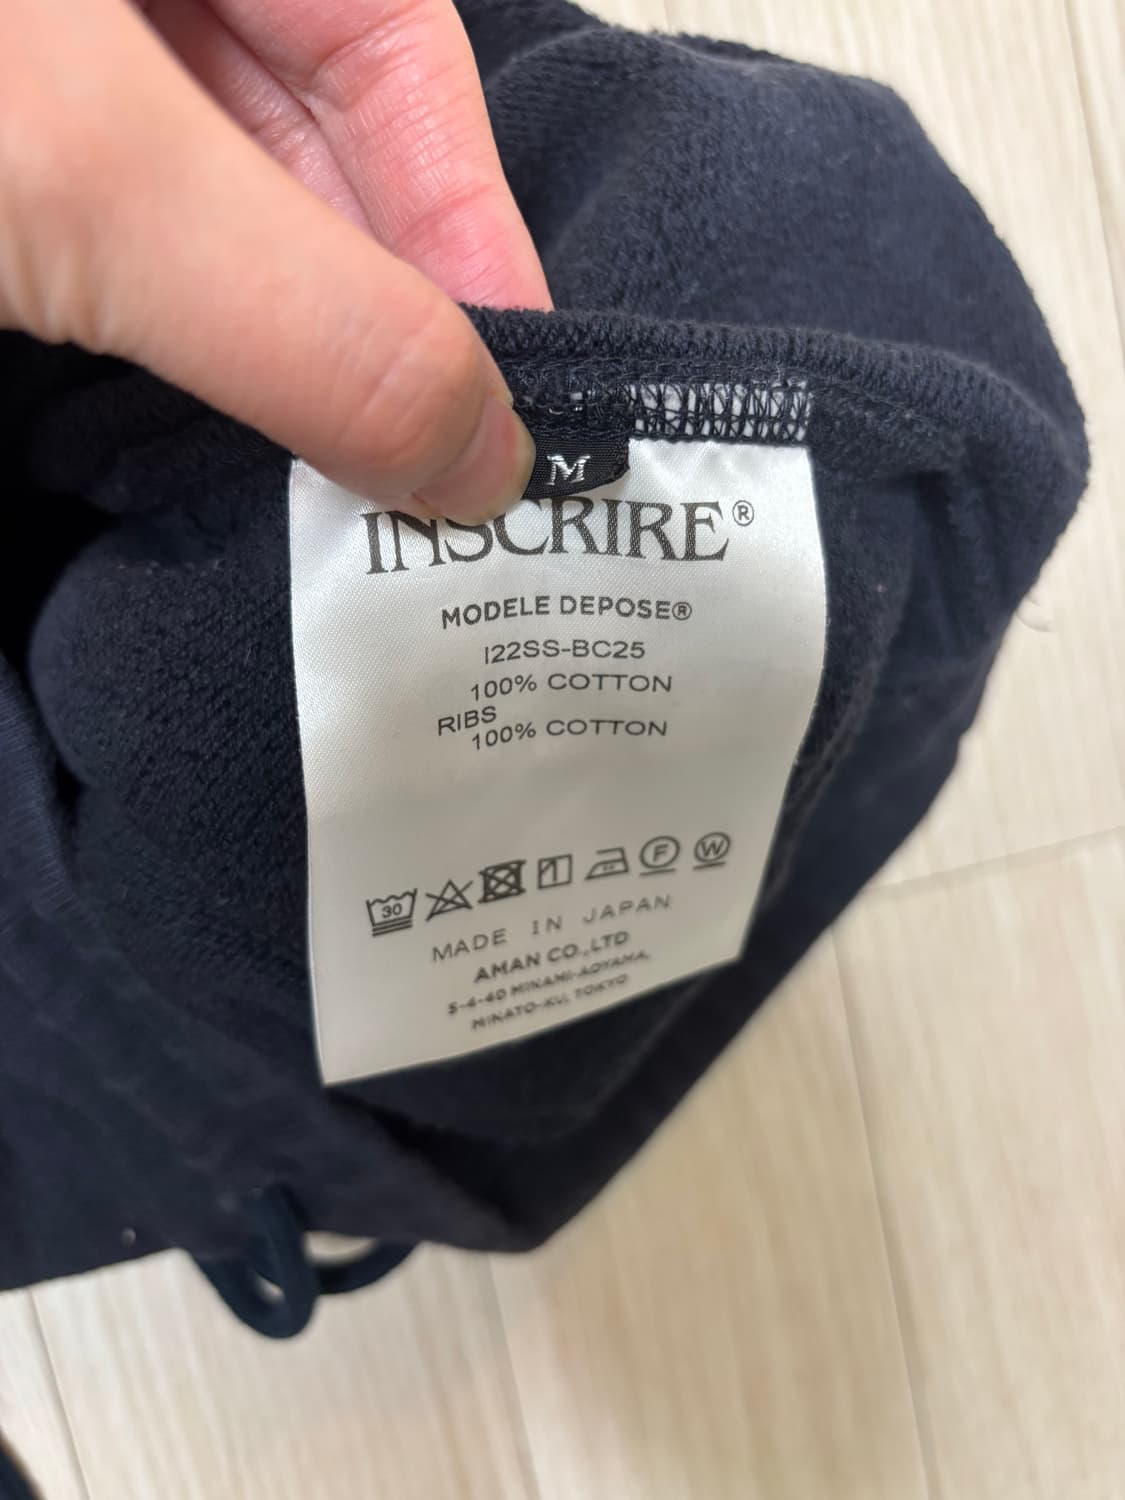 M
INSCRIRE®
MODELE DEPOSE®
I22SS-BC25
100% COTTON
RIBS
100% COTTON
30
F W
MADE IN JAPAN
AMAN CO.,LTD
5-4-40 MINAMI-AOYAMA,
MINATO-KU, TOKYO